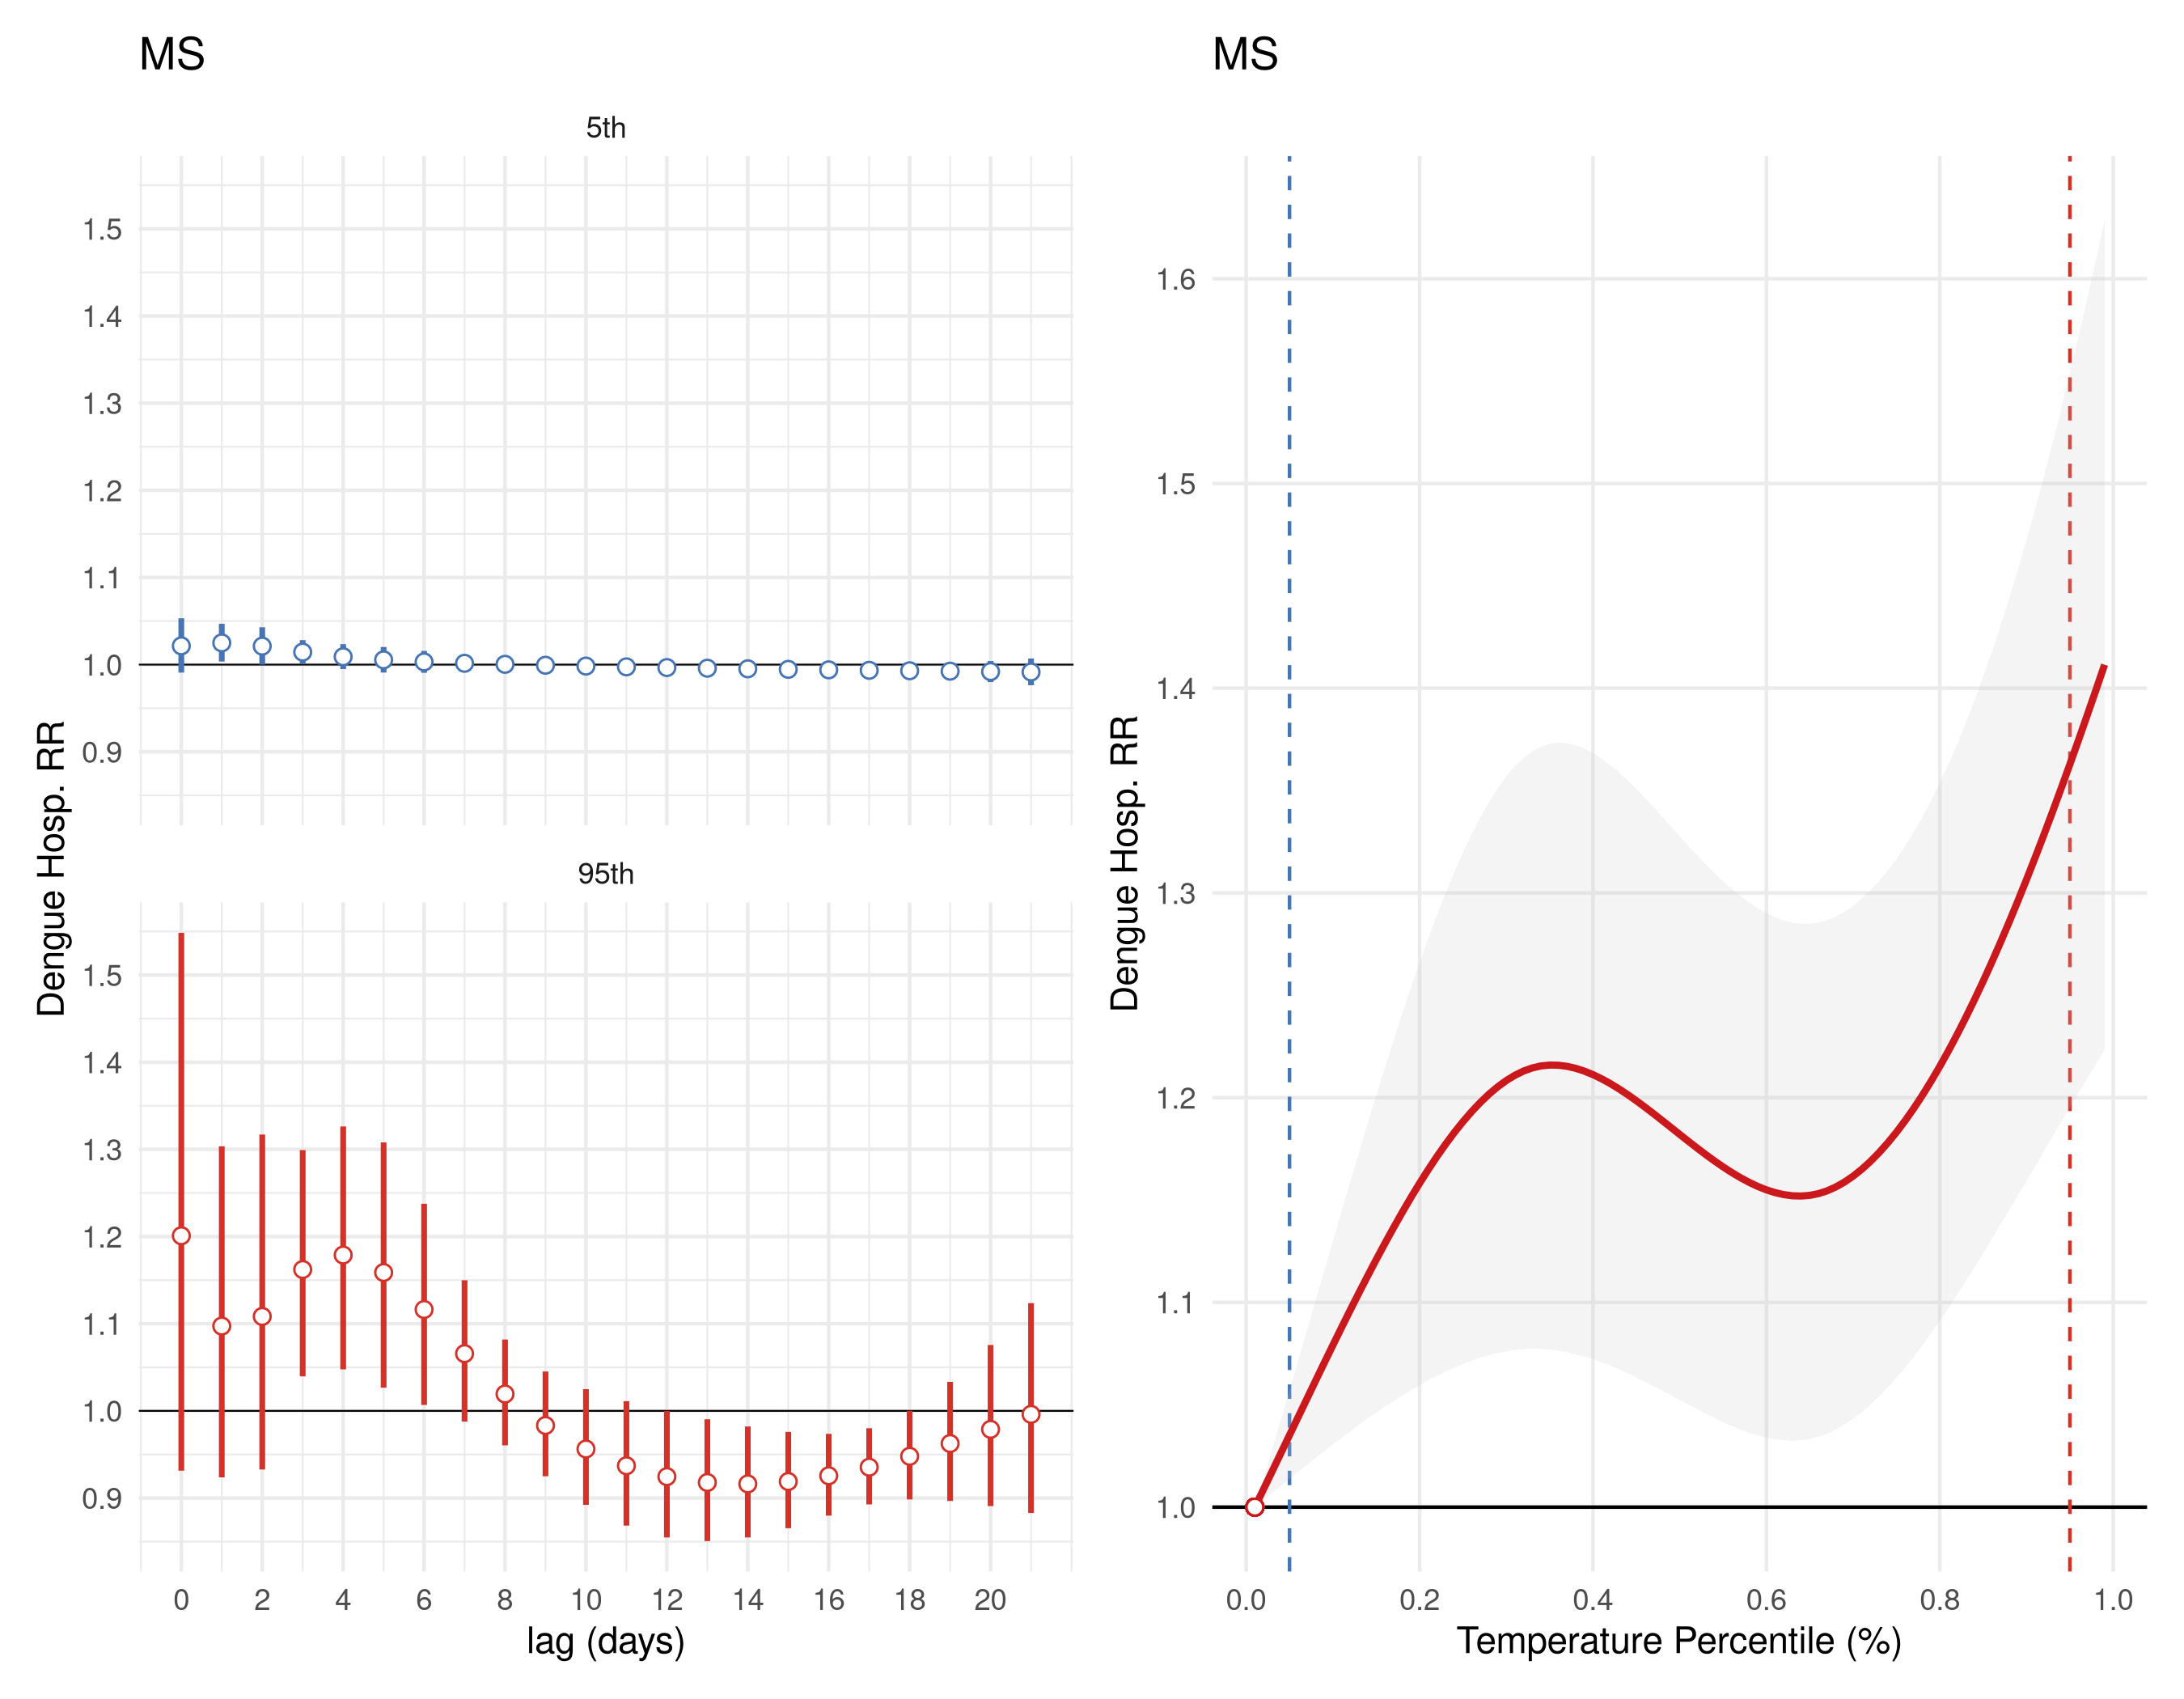 MS
5th
1.5
1.4
1.3
1.2
1.1
1.0
0.9
95th
1.5
1.4
1.3
1.2
1.1
1.0
0.9
Dengue Hosp. RR
0 2 4 6 8 10 12 14 16 18 20
lag (days)
MS
1.6
1.5
1.4
1.3
1.2
1.1
1.0
Dengue Hosp. RR
0.0 0.2 0.4 0.6 0.8 1.0
Temperature Percentile (%)